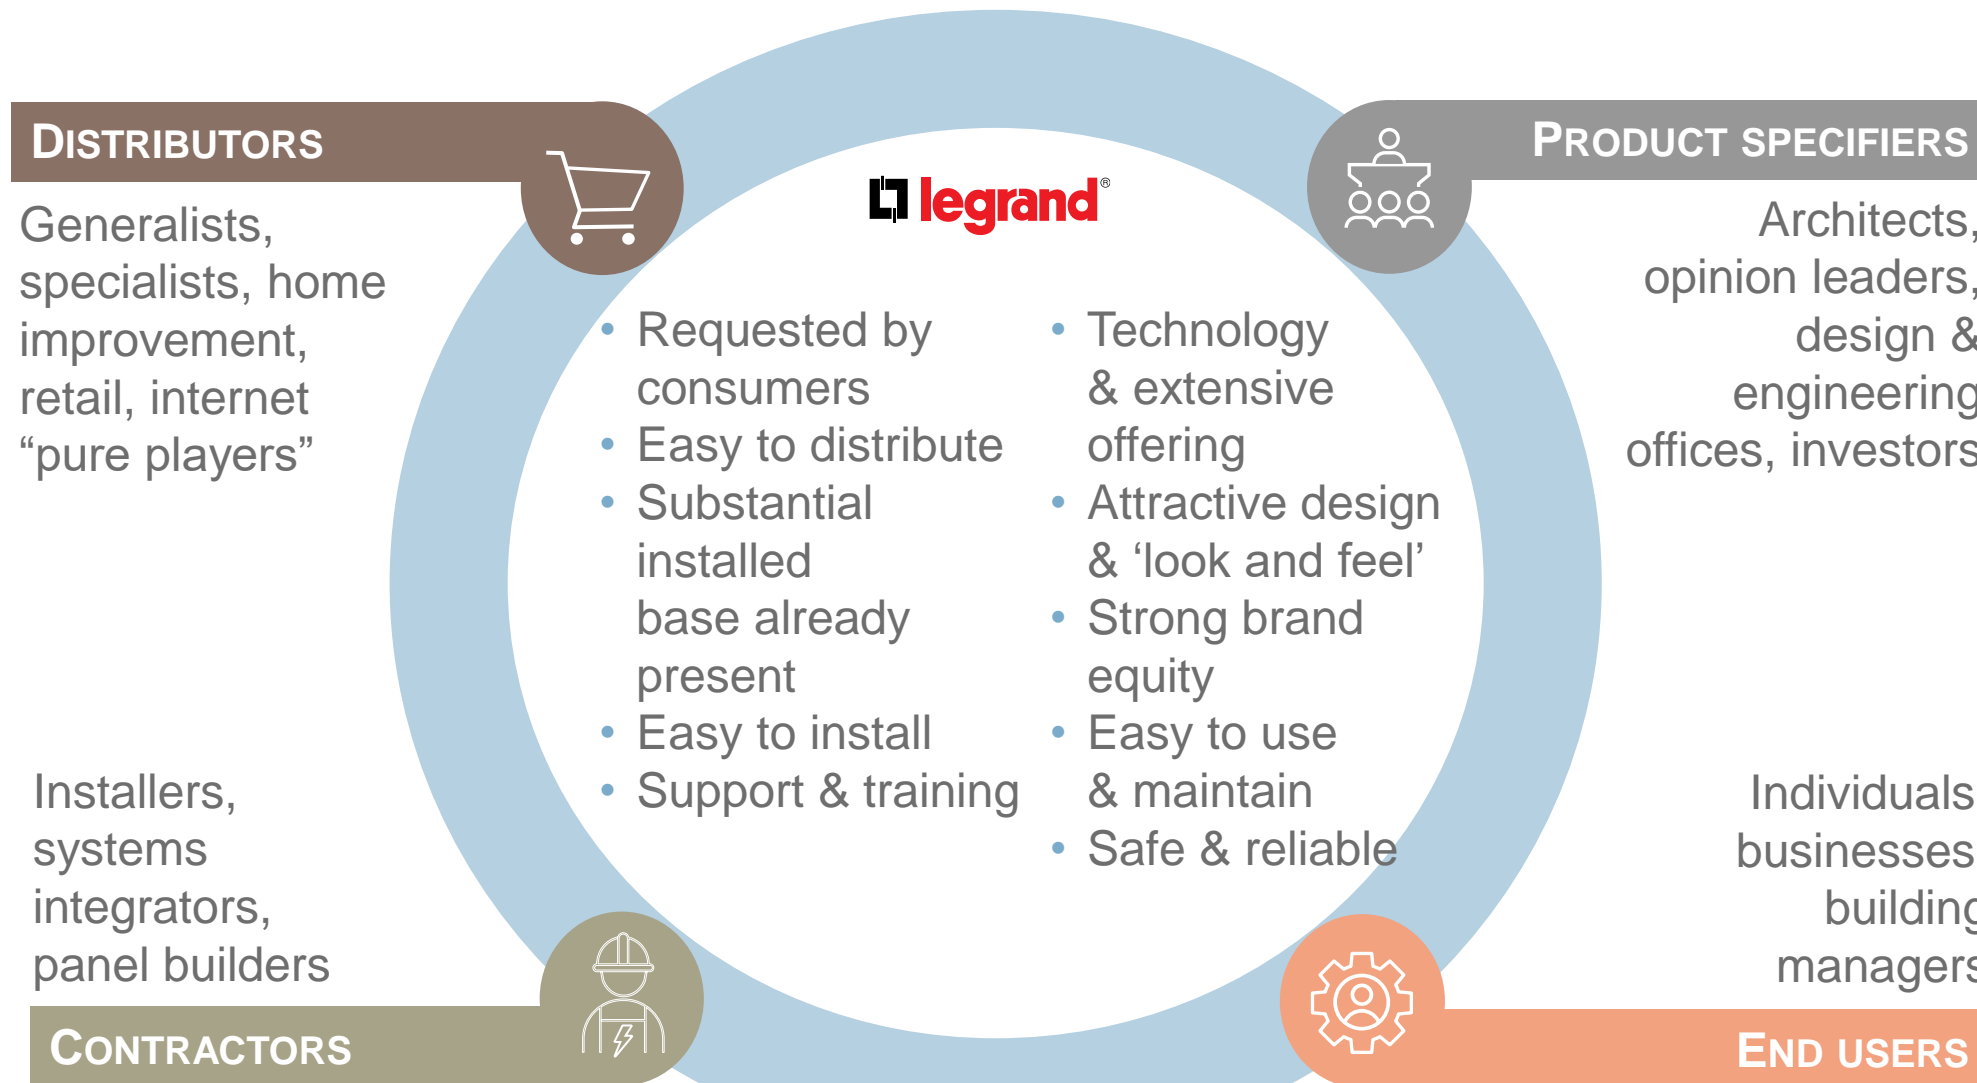 DISTRIBUTORS
Generalists,
specialists, home
improvement,
retail, internet
“pure players”
PRODUCT SPECIFIERS
Architects,
opinion leaders,
design &
engineering
offices, investors
legrand®
• Requested by
consumers
• Easy to distribute
• Substantial
installed
base already
present
• Easy to install
• Support & training
• Technology
& extensive
offering
• Attractive design
& ‘look and feel’
• Strong brand
equity
• Easy to use
& maintain
• Safe & reliable
Installers,
systems
integrators,
panel builders
CONTRACTORS
Individuals
businesses
building
managers
END USERS